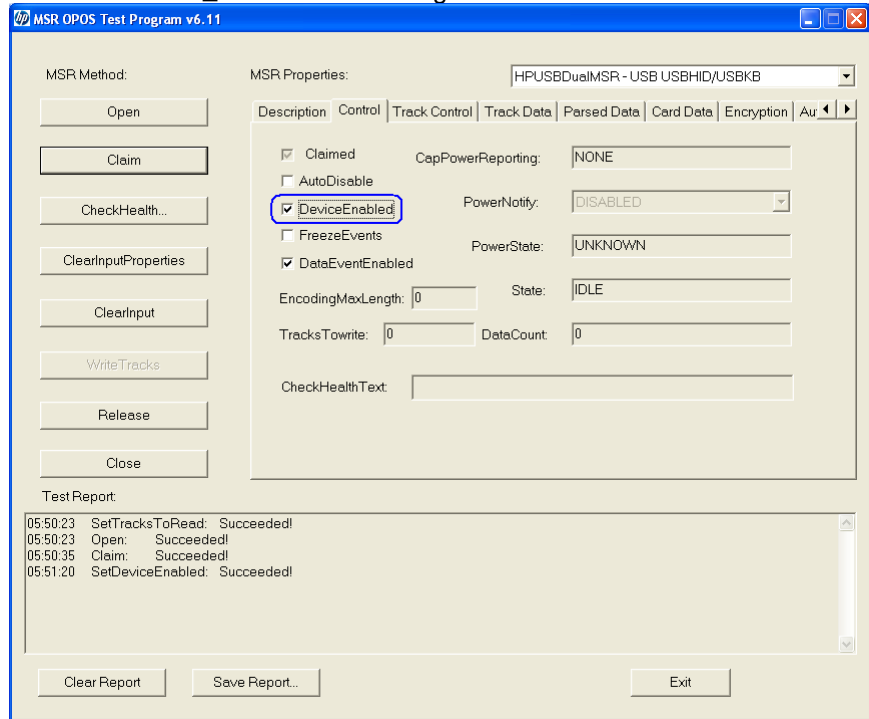 MSR OPOS Test Program v6.11
MSR Method:
MSR Properties:
HPUSBDualMSR - USB USBHID/USBKB
Open
Claim
CheckHealth...
ClearInputProperties
ClearInput
WriteTracks
Release
Close
Description Control Track Control Track Data Parsed Data Card Data Encryption Au
Claimed
CapPowerReporting: NONE
AutoDisable
DeviceEnabled
PowerNotify: DISABLED
FreezeEvents
PowerState: UNKNOWN
DataEventEnabled
EncodingMaxLength: 0
State: IDLE
TracksTowrite: 0
DataCount: 0
CheckHealthText:
Test Report:
05:50:23 SetTracksToRead: Succeeded!
05:50:23 Open: Succeeded!
05:50:35 Claim: Succeeded!
05:51:20 SetDeviceEnabled: Succeeded!
Clear Report
Save Report...
Exit